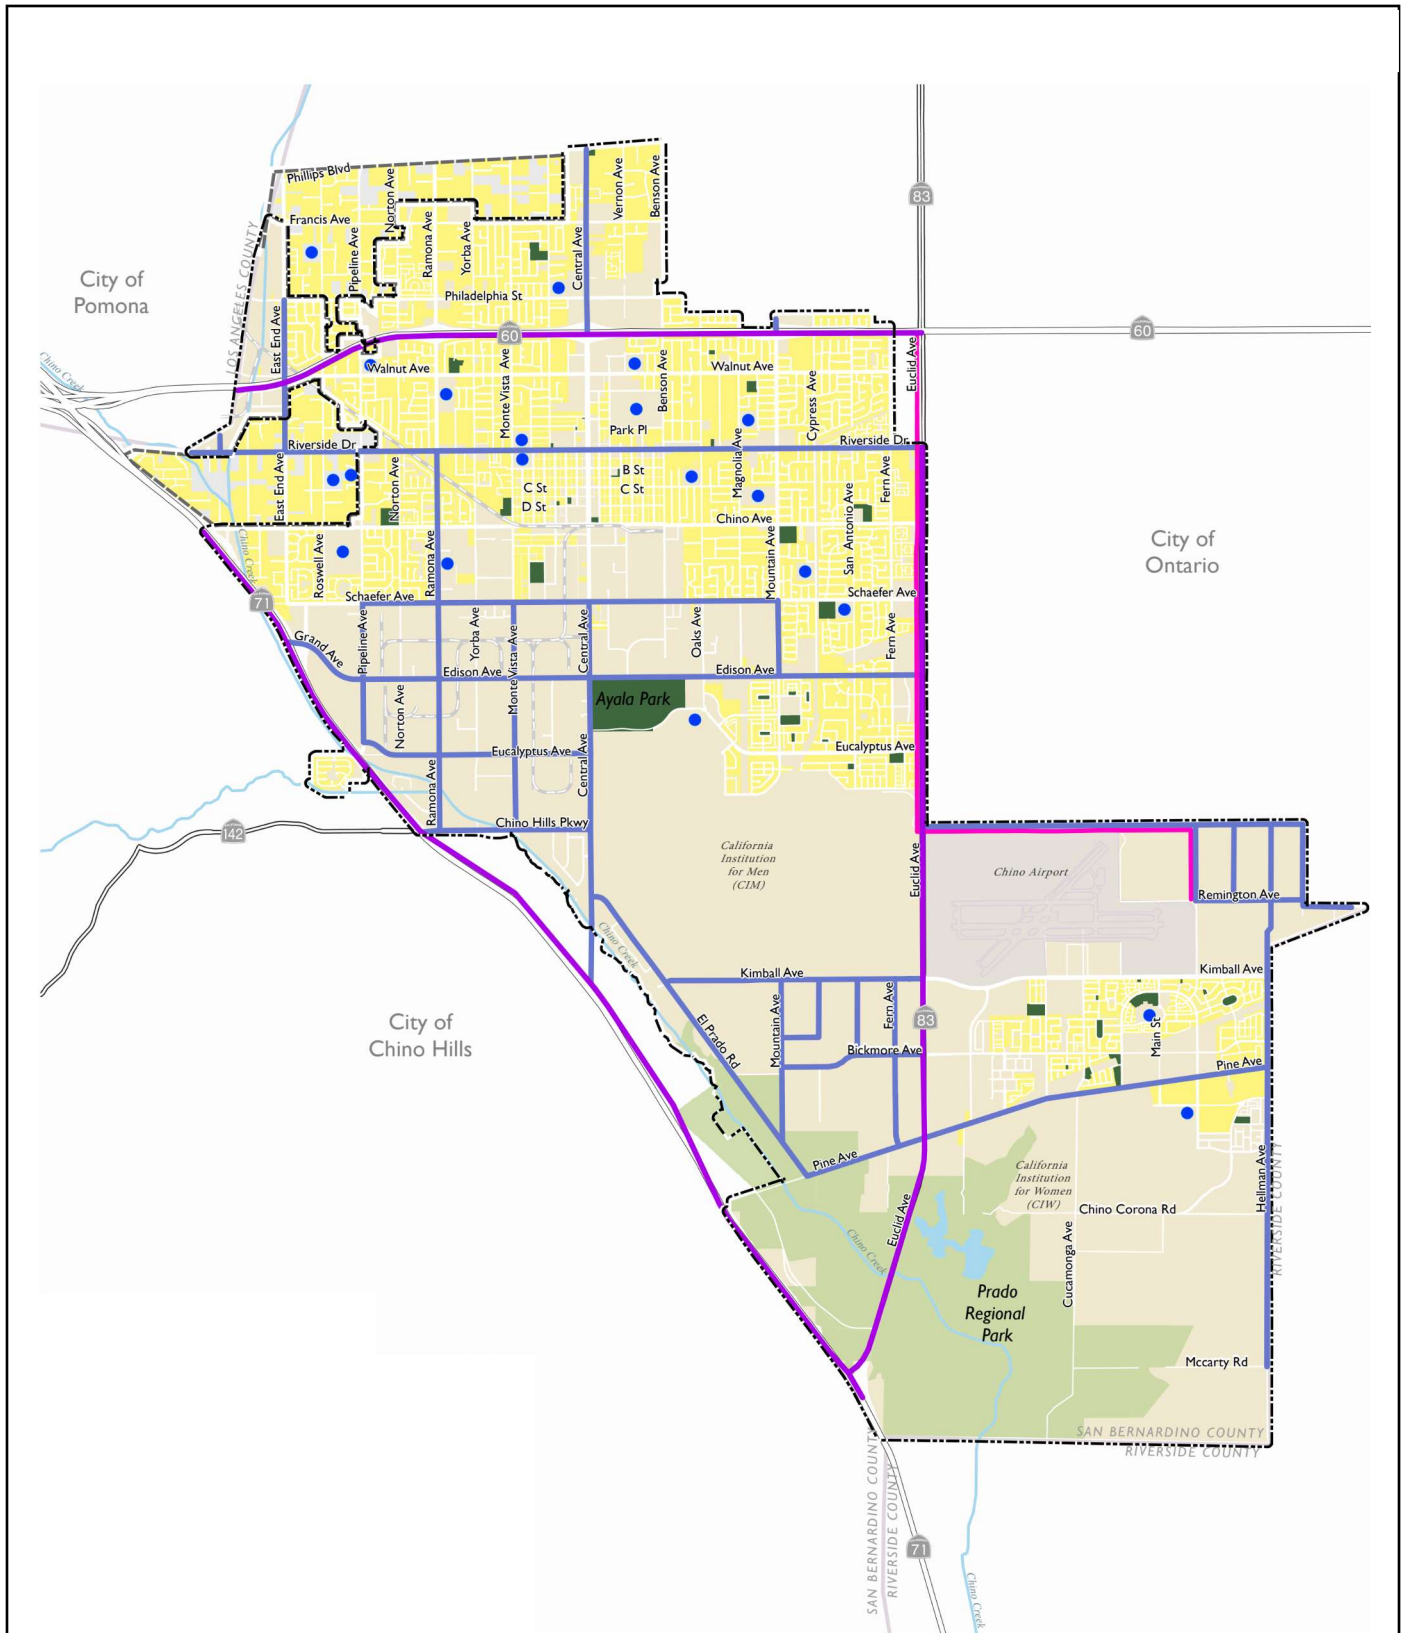 Phillips Blvd
Norton Ave
Vernon Ave
Benson Ave
83
Francis Ave
Pipeline Ave
Ramona Ave
Yorba Ave
Central Ave
LOS ANGELES COUNTY
City of
Pomona
Philadelphia St
East End Ave
60
60
Chino Creek
Walnut Ave
Monte Vista Ave
Benson Ave
Walnut Ave
Cypress Ave
Euclid Ave
Park Pl
Riverside Dr
Riverside Dr
Magnolia Ave
B St
C St
C St
D St
East End Ave
Norton Ave
Fern Ave
San Antonio Ave
Chino Ave
City of
Ontario
Chino Creek
Roswell Ave
Ramona Ave
Mountain Ave
71
Schaefer Ave
Schaefer Ave
Grand Ave
Pipeline Ave
Yorba Ave
Monte Vista Ave
Central Ave
Oaks Ave
Fern Ave
Edison Ave
Edison Ave
Norton Ave
Ayala Park
Eucalyptus Ave
Eucalyptus Ave
Central Ave
Ramona Ave
Chino Hills Pkwy
142
California
Institution
for Men
(CIM)
Euclid Ave
Chino Airport
Remington Ave
Chino Creek
Kimball Ave
Kimball Ave
City of
Chino Hills
El Prado Rd
Mountain Ave
Fern Ave
83
Main St
Bickmore Ave
Pine Ave
Pine Ave
California
Institution
for Women
(CIW)
Hellman Ave
RIVERSIDE COUNTY
Chino Corona Rd
Euclid Ave
Chino Creek
Cucamonga Ave
Prado
Regional
Park
Mccarty Rd
SAN BERNARDINO COUNTY
RIVERSIDE COUNTY
SAN BERNARDINO COUNTY
RIVERSIDE COUNTY
71
Chino Creek